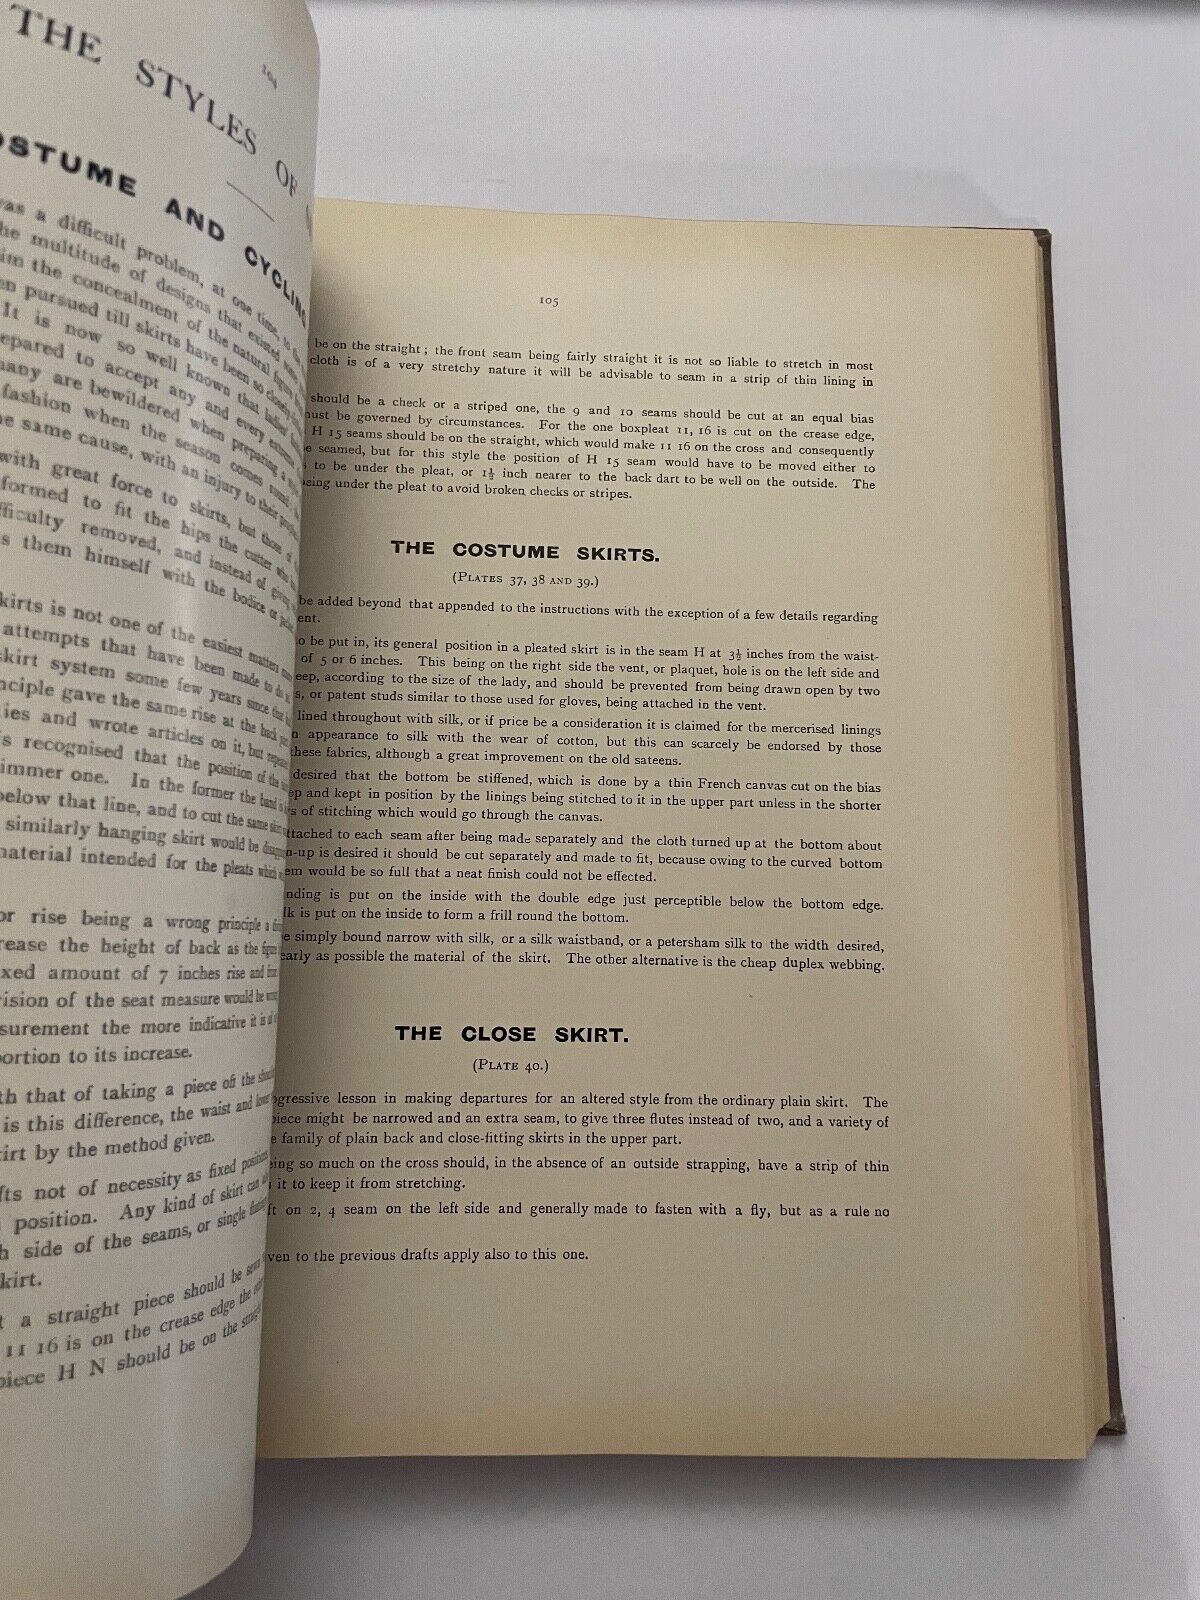 104
THE STYLES OF
COSTUME AND CYCLING
was a difficult problem, at one time, to the
the multitude of designs that existed some
the concealment of the natural figure
pursued till skirts have been so closely
It is now so well known that ladies'
to accept any and every extreme
many are bewildered when preparing a
fashion when the season comes round
the same cause, with an injury to their
with great force to skirts, but those of
formed to fit the hips the cutter who
removed, and instead of giving
them himself with the bodice or
skirts is not one of the easiest matters
attempts that have been made to do
skirt system some few years since that
gave the same rise at the back
and wrote articles on it, but
is recognised that the position of the
one. In the former the band is
below that line, and to cut the same skirt
similarly hanging skirt would be
material intended for the pleats which
or rise being a wrong principle a
the height of back as the figure
amount of 7 inches rise and
of the seat measure would be
the more indicative it is of
to its increase.
that of taking a piece off the
is this difference, the waist and lower
by the method given.
not of necessity as fixed positions
position. Any kind of skirt can
side of the seams, or single
skirt.
a straight piece should be
11 16 is on the crease edge the
piece H N should be on the straight
105
be on the straight; the front seam being fairly straight it is not so liable to stretch in most
cloth is of a very stretchy nature it will be advisable to seam in a strip of thin lining in
should be a check or a striped one, the 9 and 10 seams should be cut at an equal bias
must be governed by circumstances. For the one boxpleat 11, 16 is cut on the crease edge,
H 15 seams should be on the straight, which would make 11 16 on the cross and consequently
be seamed, but for this style the position of H 15 seam would have to be moved either to
to be under the pleat, or 1½ inch nearer to the back dart to be well on the outside. The
being under the pleat to avoid broken checks or stripes.
THE COSTUME SKIRTS.
(PLATES 37, 38 AND 39.)
be added beyond that appended to the instructions with the exception of a few details regarding
to be put in, its general position in a pleated skirt is in the seam H at 3½ inches from the waist-
of 5 or 6 inches. This being on the right side the vent, or plaquet, hole is on the left side and
according to the size of the lady, and should be prevented from being drawn open by two
or patent studs similar to those used for gloves, being attached in the vent.
lined throughout with silk, or if price be a consideration it is claimed for the mercerised linings
appearance to silk with the wear of cotton, but this can scarcely be endorsed by those
these fabrics, although a great improvement on the old sateens.
desired that the bottom be stiffened, which is done by a thin French canvas cut on the bias
and kept in position by the linings being stitched to it in the upper part unless in the shorter
of stitching which would go through the canvas.
attached to each seam after being made separately and the cloth turned up at the bottom about
is desired it should be cut separately and made to fit, because owing to the curved bottom
would be so full that a neat finish could not be effected.
is put on the inside with the double edge just perceptible below the bottom edge.
is put on the inside to form a frill round the bottom.
simply bound narrow with silk, or a silk waistband, or a petersham silk to the width desired,
nearly as possible the material of the skirt. The other alternative is the cheap duplex webbing.
THE CLOSE SKIRT.
(PLATE 40.)
lesson in making departures for an altered style from the ordinary plain skirt. The
piece might be narrowed and an extra seam, to give three flutes instead of two, and a variety of
family of plain back and close-fitting skirts in the upper part.
being so much on the cross should, in the absence of an outside strapping, have a strip of thin
it to keep it from stretching.
on 2, 4 seam on the left side and generally made to fasten with a fly, but as a rule no
to the previous drafts apply also to this one.